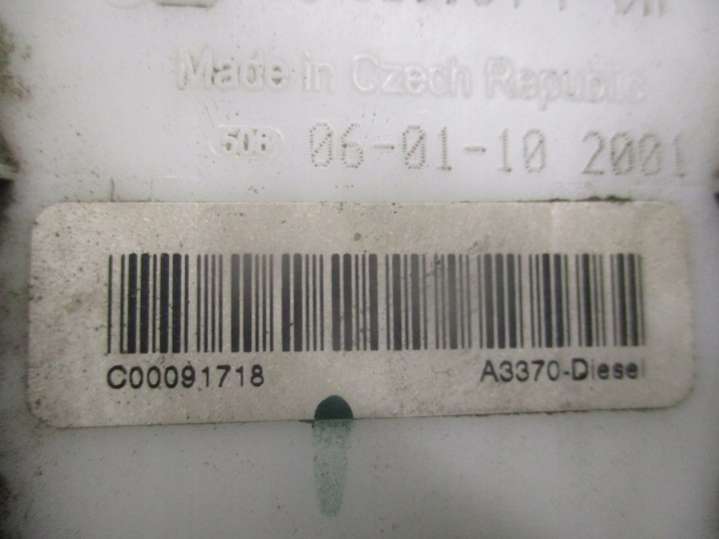 Made in Czech Republic
06-01-10 2001
C00091718 A3370-Diesel